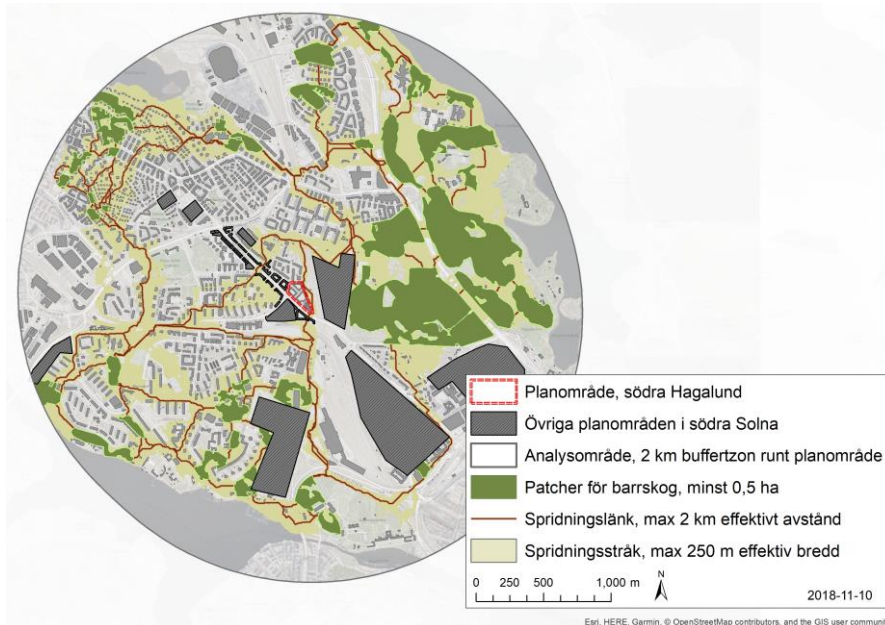 Planområde, södra Hagalund
Övriga planområden i södra Solna
Analysområde, 2 km buffertzon runt planområde
Patcher för barrskog, minst 0,5 ha
Spridningslänk, max 2 km effektivt avstånd
Spridningsstråk, max 250 m effektiv bredd
0 250 500 1,000 m
N
2018-11-10
Esri, HERE, Garmin, © OpenStreetMap contributors, and the GIS user communi